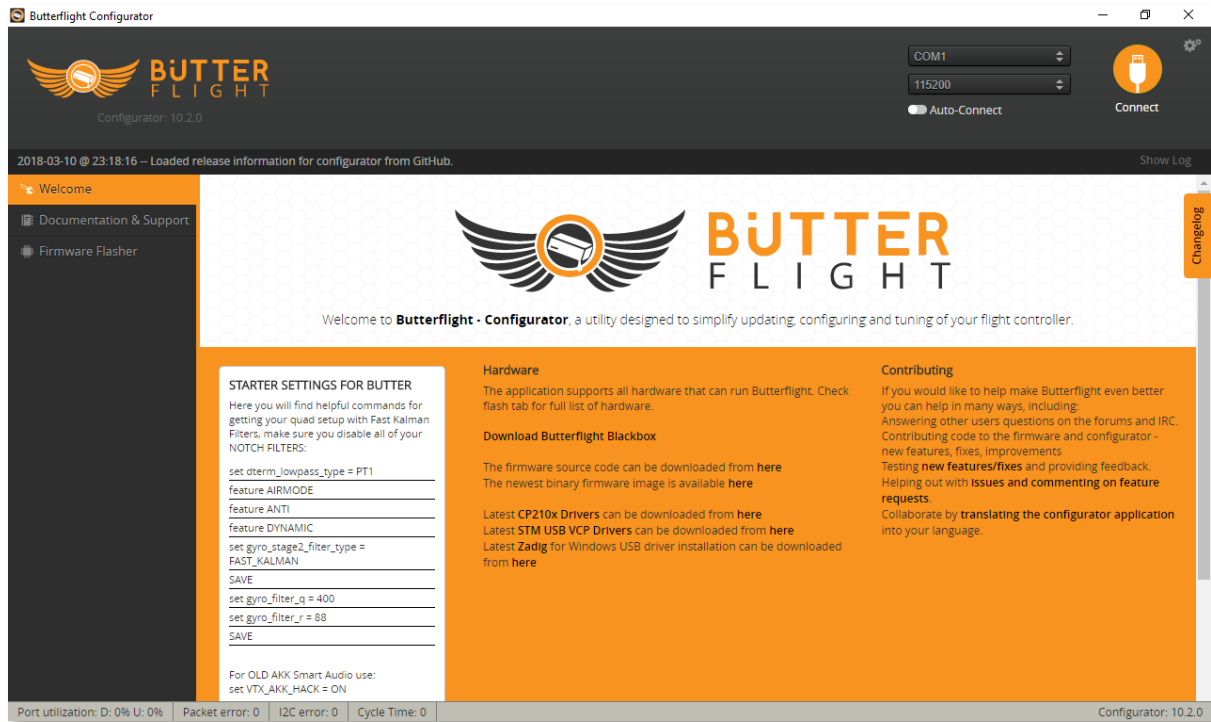 Butterflight Configurator
BÜTTER
FLIGHT
Configurator: 10.2.0
COM1
115200
Auto-Connect
Connect
2018-03-10 @ 23:18:16 -- Loaded release information for configurator from GitHub.
Show Log
Welcome
Documentation & Support
Firmware Flasher
Changelog
BÜTTER
FLIGHT
Welcome to Butterflight - Configurator, a utility designed to simplify updating, configuring and tuning of your flight controller.
STARTER SETTINGS FOR BUTTER
Here you will find helpful commands for
getting your quad setup with Fast Kalman
Filters, make sure you disable all of your
NOTCH FILTERS:
set dterm_lowpass_type = PT1
feature AIRMODE
feature ANTI
feature DYNAMIC
set gyro_stage2_filter_type =
FAST_KALMAN
SAVE
set gyro_filter_q = 400
set gyro_filter_r = 88
SAVE
For OLD AKK Smart Audio use:
set VTX_AKK_HACK = ON
Hardware
The application supports all hardware that can run Butterflight. Check
flash tab for full list of hardware.
Download Butterflight Blackbox
The firmware source code can be downloaded from here
The newest binary firmware image is available here
Latest CP210x Drivers can be downloaded from here
Latest STM USB VCP Drivers can be downloaded from here
Latest Zadig for Windows USB driver installation can be downloaded
from here
Contributing
If you would like to help make Butterflight even better
you can help in many ways, including:
Answering other users questions on the forums and IRC.
Contributing code to the firmware and configurator -
new features, fixes, improvements
Testing new features/fixes and providing feedback.
Helping out with issues and commenting on feature
requests.
Collaborate by translating the configurator application
into your language.
Port utilization: D: 0% U: 0%
Packet error: 0
I2C error: 0
Cycle Time: 0
Configurator: 10.2.0